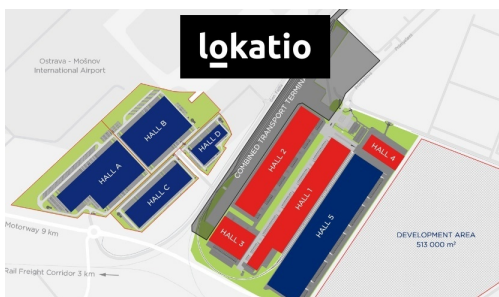 lokatio
Ostrava - Mošnov
International Airport
HALL B
HALL D
HALL A
HALL C
COMBINED TRANSPORT TERMINAL
HALL 2
HALL 1
HALL 4
HALL 3
HALL 5
DEVELOPMENT AREA
513 000 m²
Motorway 9 km
Rail Freight Corridor 3 km